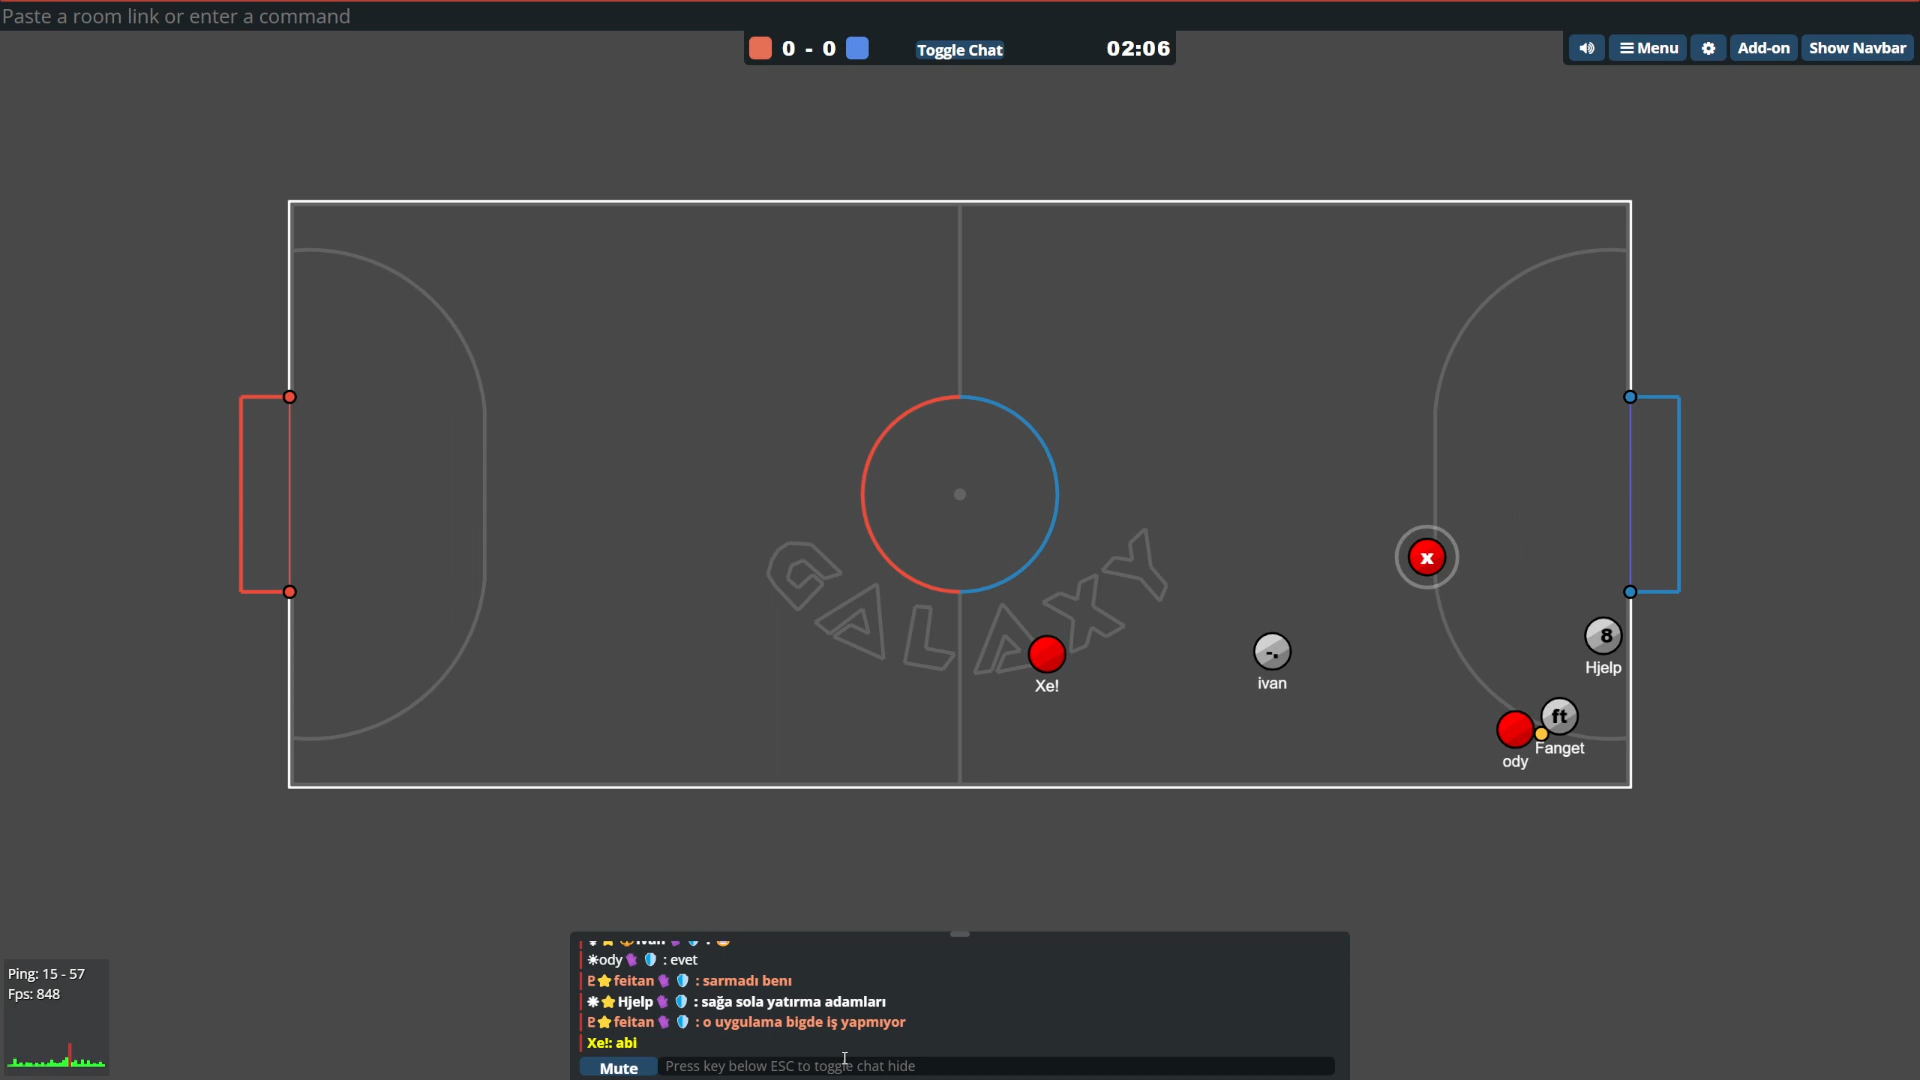 Paste a room link or enter a command
0 - 0 Toggle Chat 02:06
Menu Add-on Show Navbar
GALAXY
x
Xe!
-.
ivan
8
Hjelp
ft
Fanget
ody
Ping: 15 - 57
Fps: 848
ody : evet
feitan : sarmadı benı
Hjelp : sağa sola yatırma adamları
feitan : o uygulama bigde iş yapmıyor
Xe!: abi
Mute Press key below ESC to toggle chat hide